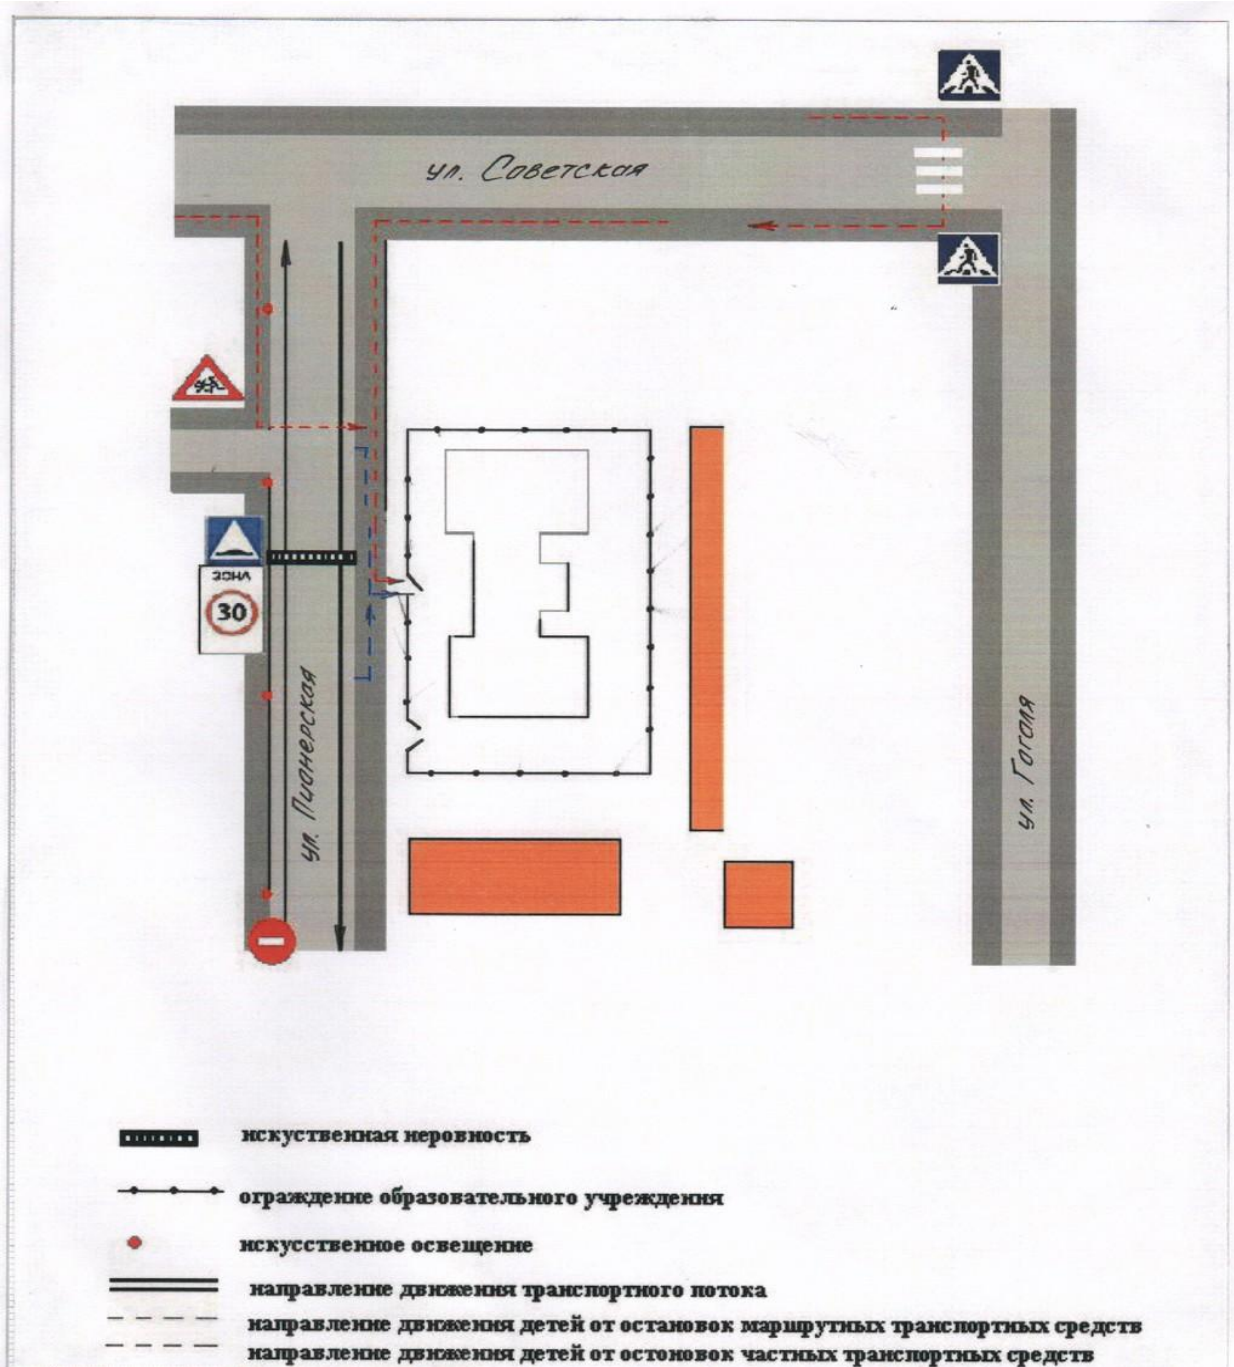 ул. Советская
ЗОНА
30
ул. Пионерская
ул. Гоголя
искуственная неровность
ограждение образовательного учреждения
искусственное освещение
направление движения транспортного потока
направление движения детей от остановок маршрутных транспортных средств
направление движения детей от остоновок частных транспортных средств